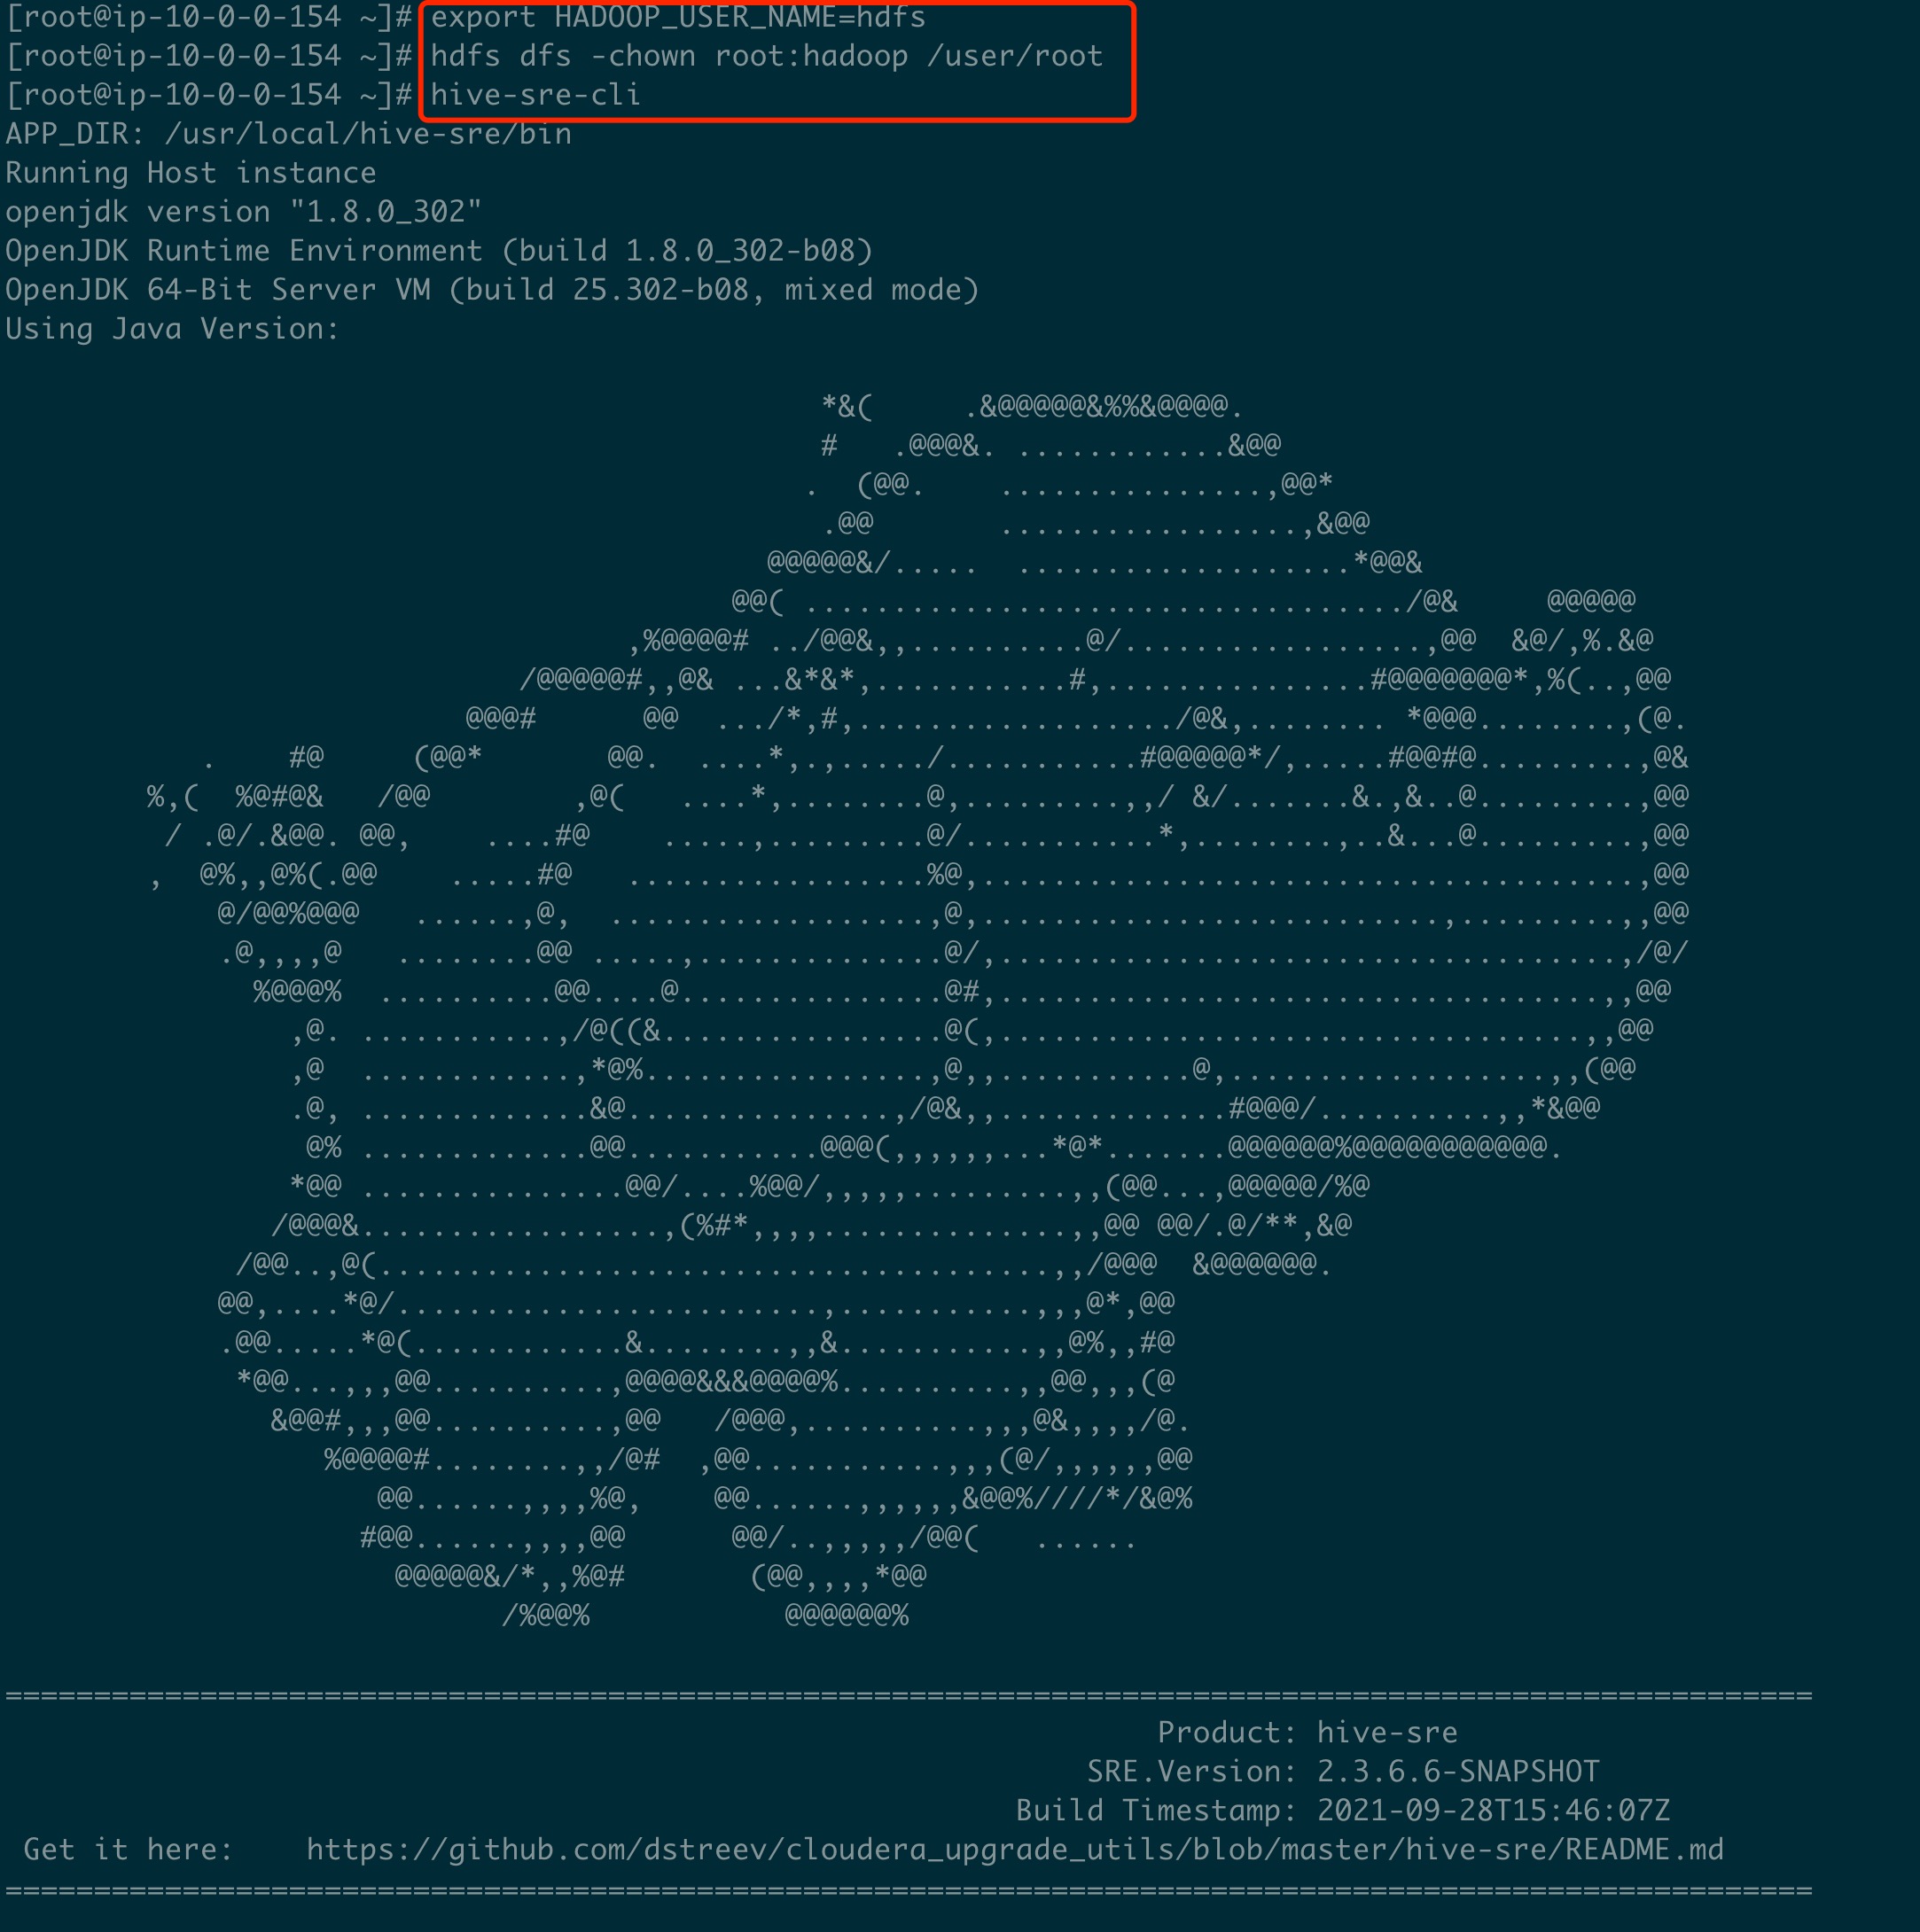 [root@ip-10-0-0-154 ~]# export HADOOP_USER_NAME=hdfs
[root@ip-10-0-0-154 ~]# hdfs dfs -chown root:hadoop /user/root
[root@ip-10-0-0-154 ~]# hive-sre-cli
APP_DIR: /usr/local/hive-sre/bin
Running Host instance
openjdk version "1.8.0_302"
OpenJDK Runtime Environment (build 1.8.0_302-b08)
OpenJDK 64-Bit Server VM (build 25.302-b08, mixed mode)
Using Java Version:
Product: hive-sre
SRE.Version: 2.3.6.6-SNAPSHOT
Build Timestamp: 2021-09-28T15:46:07Z
Get it here:    https://github.com/dstreev/cloudera_upgrade_utils/blob/master/hive-sre/README.md